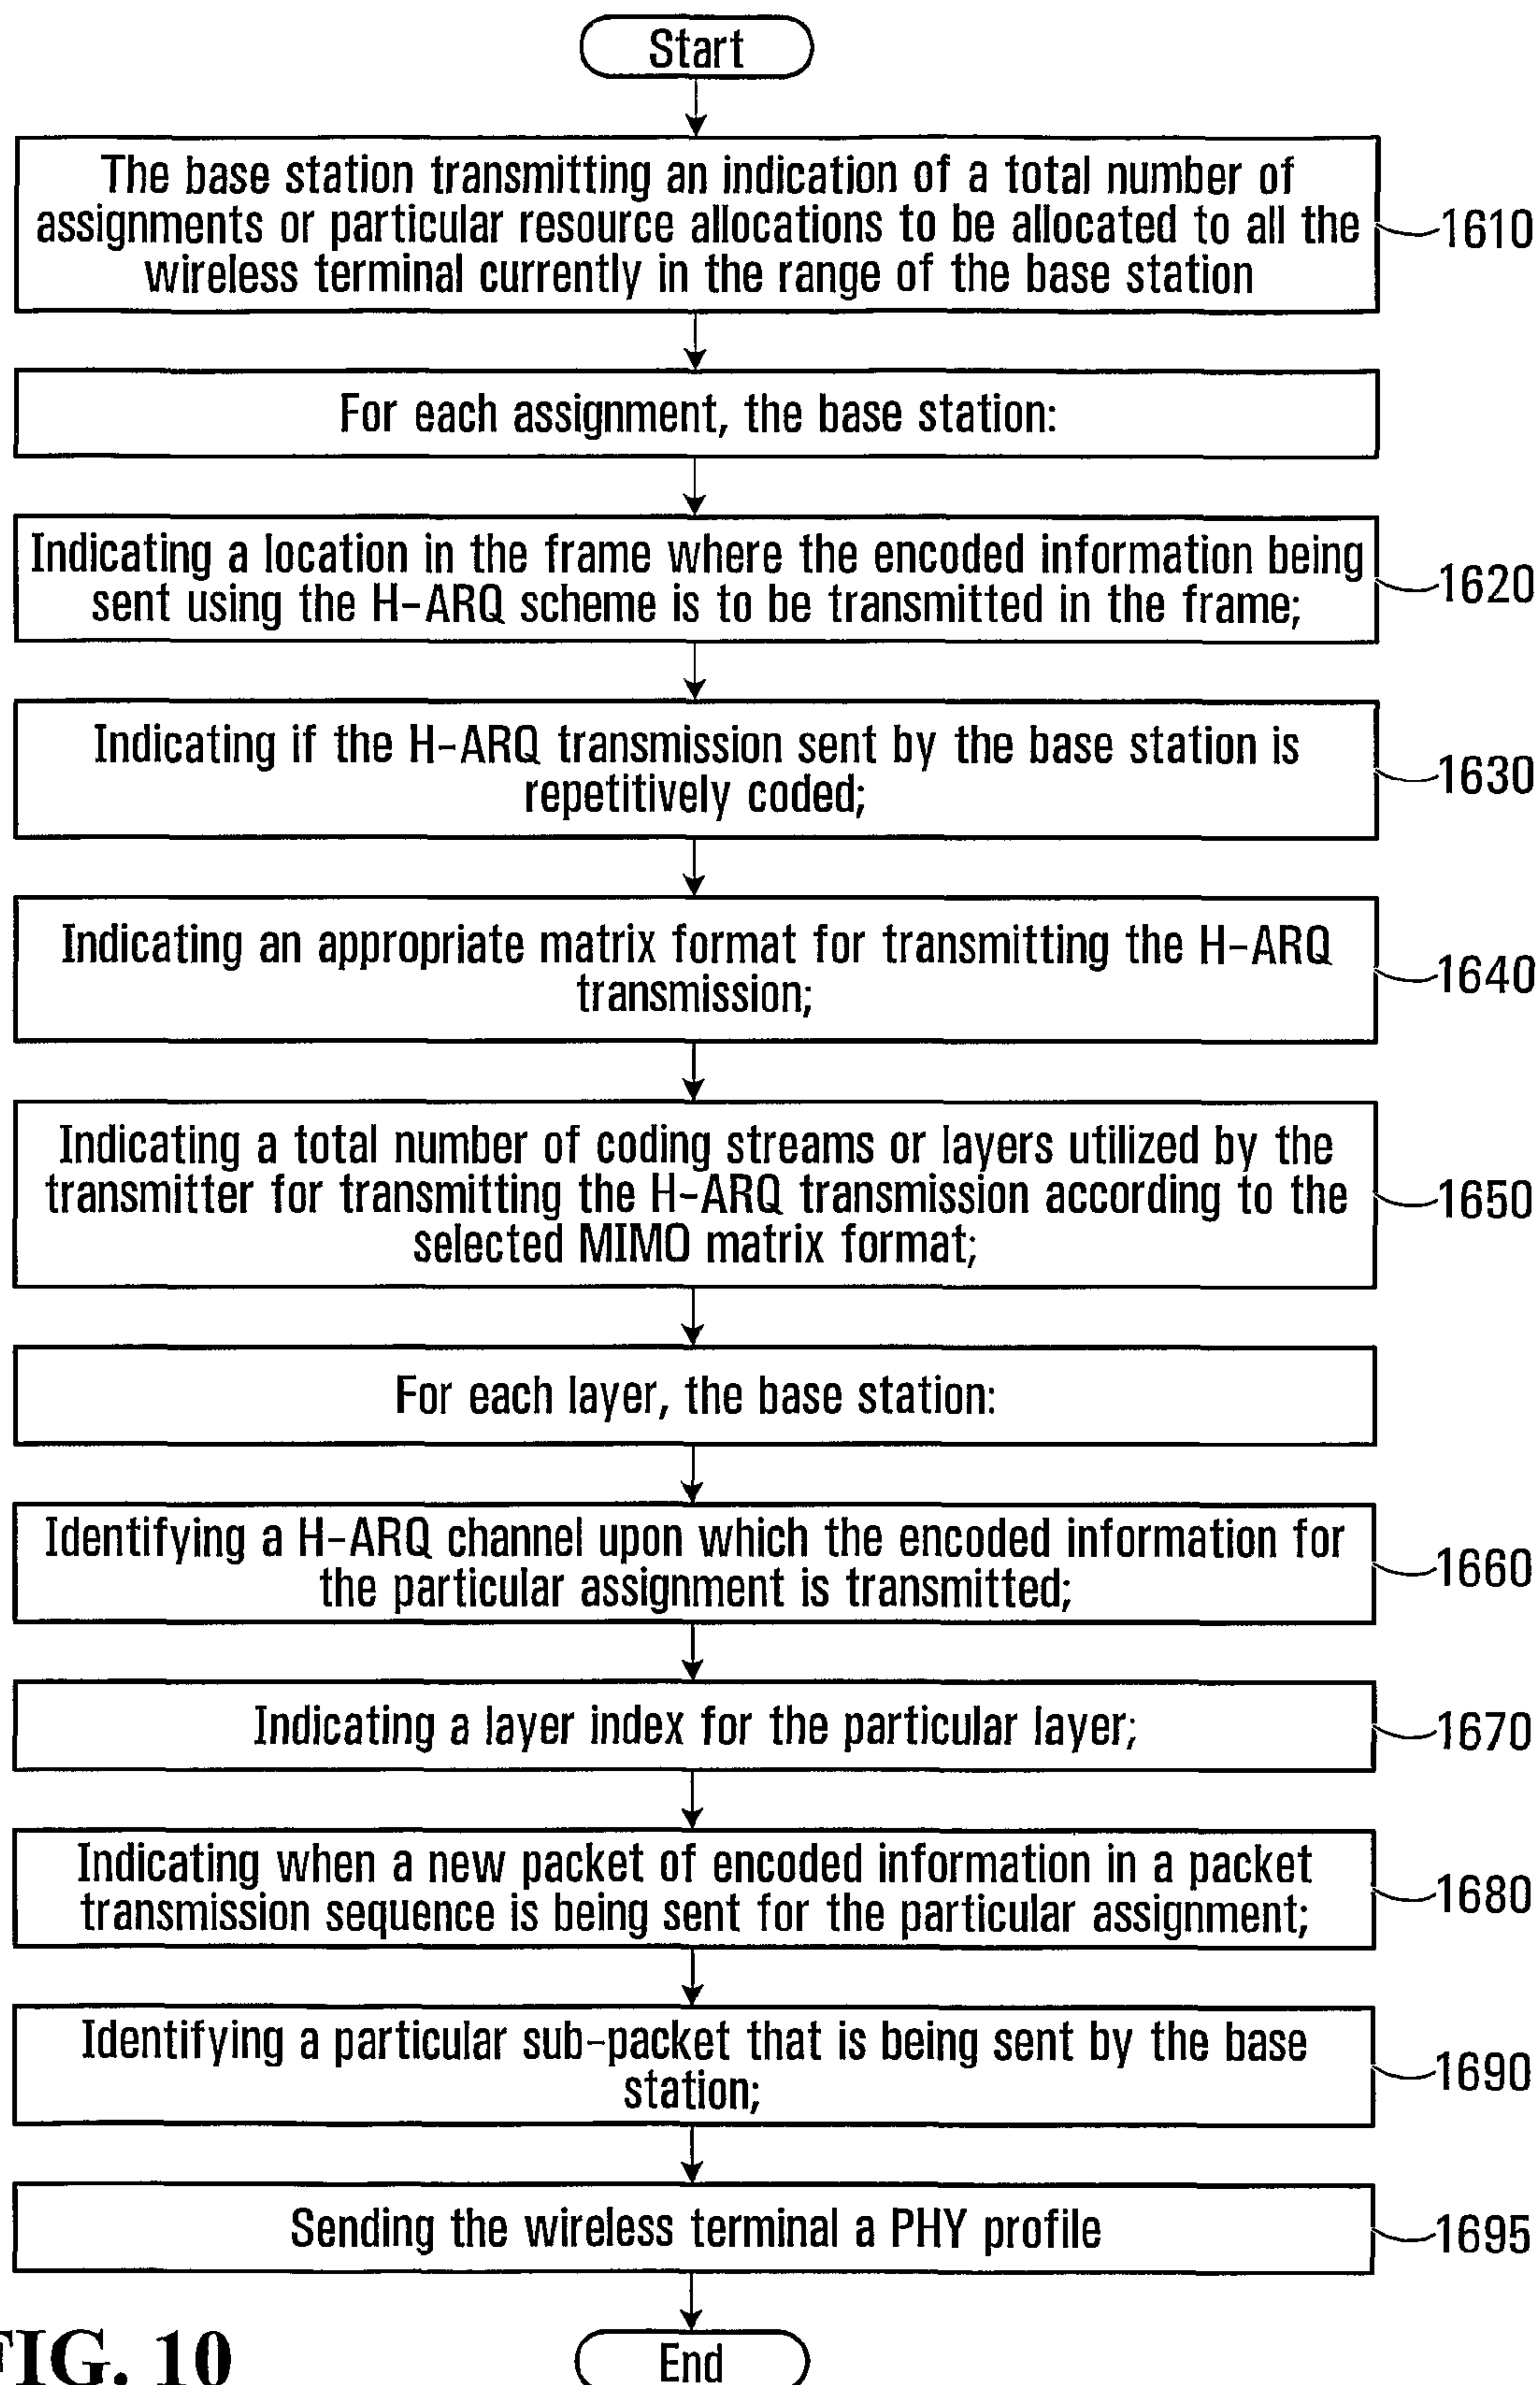 Start
The base station transmitting an indication of a total number of
assignments or particular resource allocations to be allocated to all the
wireless terminal currently in the range of the base station
1610
For each assignment, the base station:
Indicating a location in the frame where the encoded information being
sent using the H-ARQ scheme is to be transmitted in the frame;
1620
Indicating if the H-ARQ transmission sent by the base station is
repetitively coded;
1630
Indicating an appropriate matrix format for transmitting the H-ARQ
transmission;
1640
Indicating a total number of coding streams or layers utilized by the
transmitter for transmitting the H-ARQ transmission according to the
selected MIMO matrix format;
1650
For each layer, the base station:
Identifying a H-ARQ channel upon which the encoded information for
the particular assignment is transmitted;
1660
Indicating a layer index for the particular layer;
1670
Indicating when a new packet of encoded information in a packet
transmission sequence is being sent for the particular assignment;
1680
Identifying a particular sub-packet that is being sent by the base
station;
1690
Sending the wireless terminal a PHY profile
1695
End
FIG. 10